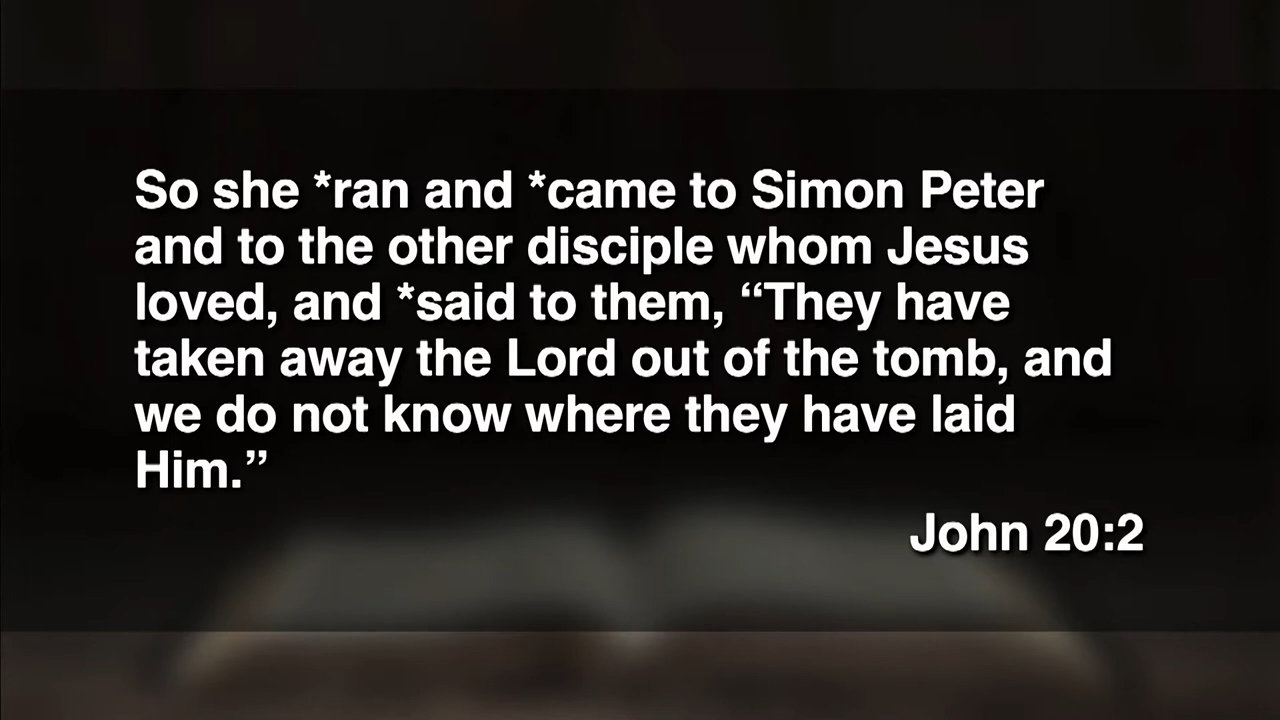 So she *ran and *came to Simon Peter
and to the other disciple whom Jesus
loved, and *said to them, “They have
taken away the Lord out of the tomb, and
we do not know where they have laid
Him.”
John 20:2